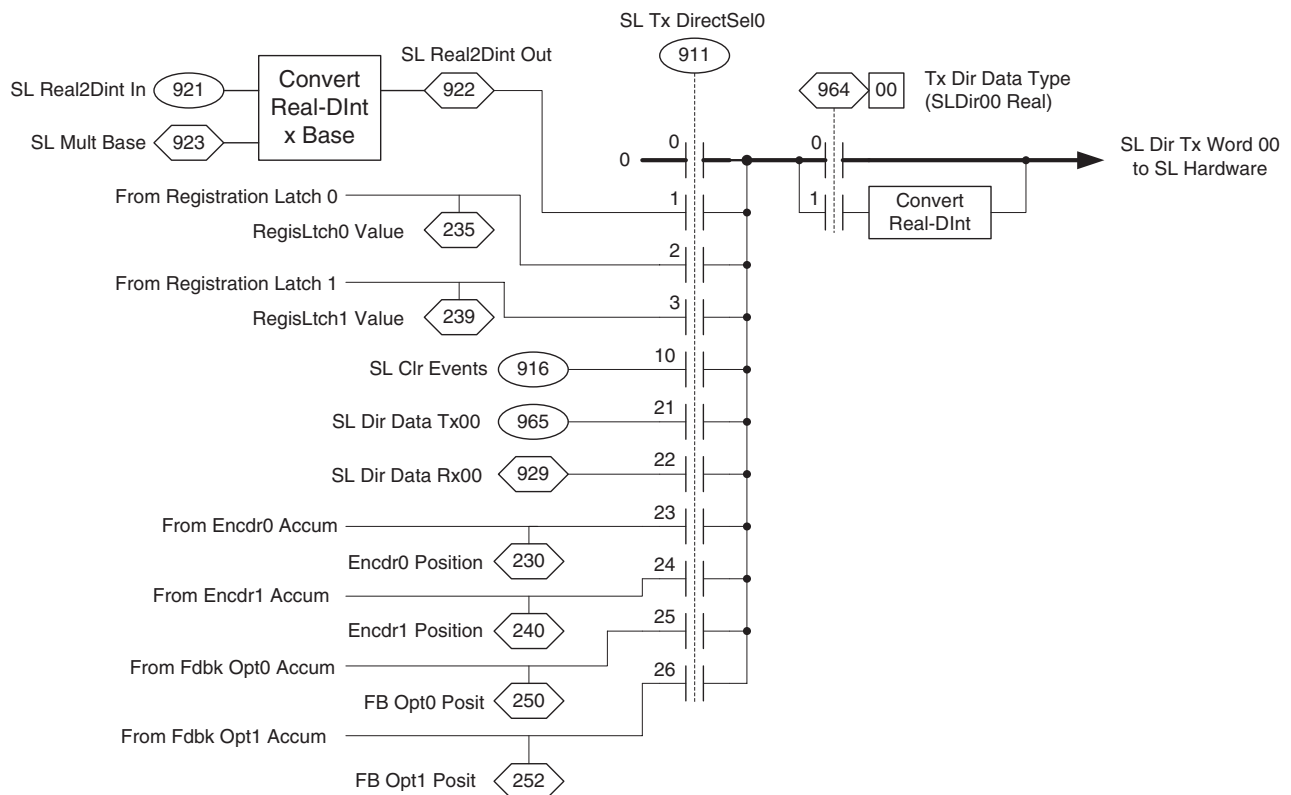 SL Tx DirectSel0
911
SL Real2Dint In
921
Convert
Real-DInt
x Base
SL Real2Dint Out
922
SL Mult Base
923
964
00
Tx Dir Data Type
(SLDir00 Real)
0
0
0
SL Dir Tx Word 00
to SL Hardware
1
1
Convert
Real-DInt
From Registration Latch 0
RegisLtch0 Value
235
2
From Registration Latch 1
RegisLtch1 Value
239
3
SL Clr Events
916
10
SL Dir Data Tx00
965
21
SL Dir Data Rx00
929
22
From Encdr0 Accum
23
Encdr0 Position
230
From Encdr1 Accum
24
Encdr1 Position
240
25
From Fdbk Opt0 Accum
26
FB Opt0 Posit
250
From Fdbk Opt1 Accum
FB Opt1 Posit
252